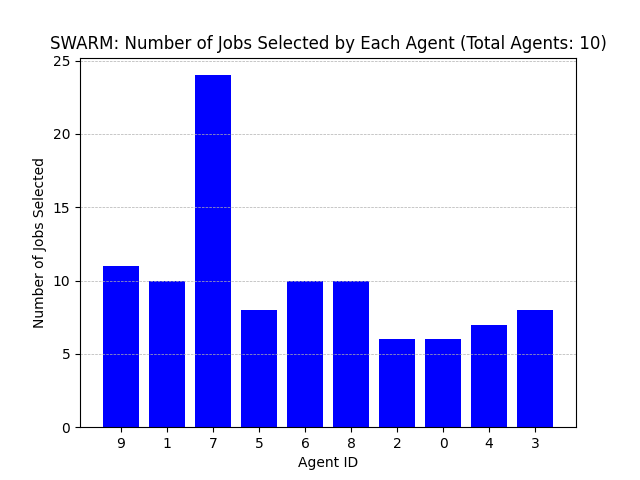 SWARM: Number of Jobs Selected by Each Agent (Total Agents: 10)
25
20
15
10
5
0
Number of Jobs Selected
9 1 7 5 6 8 2 0 4 3
Agent ID